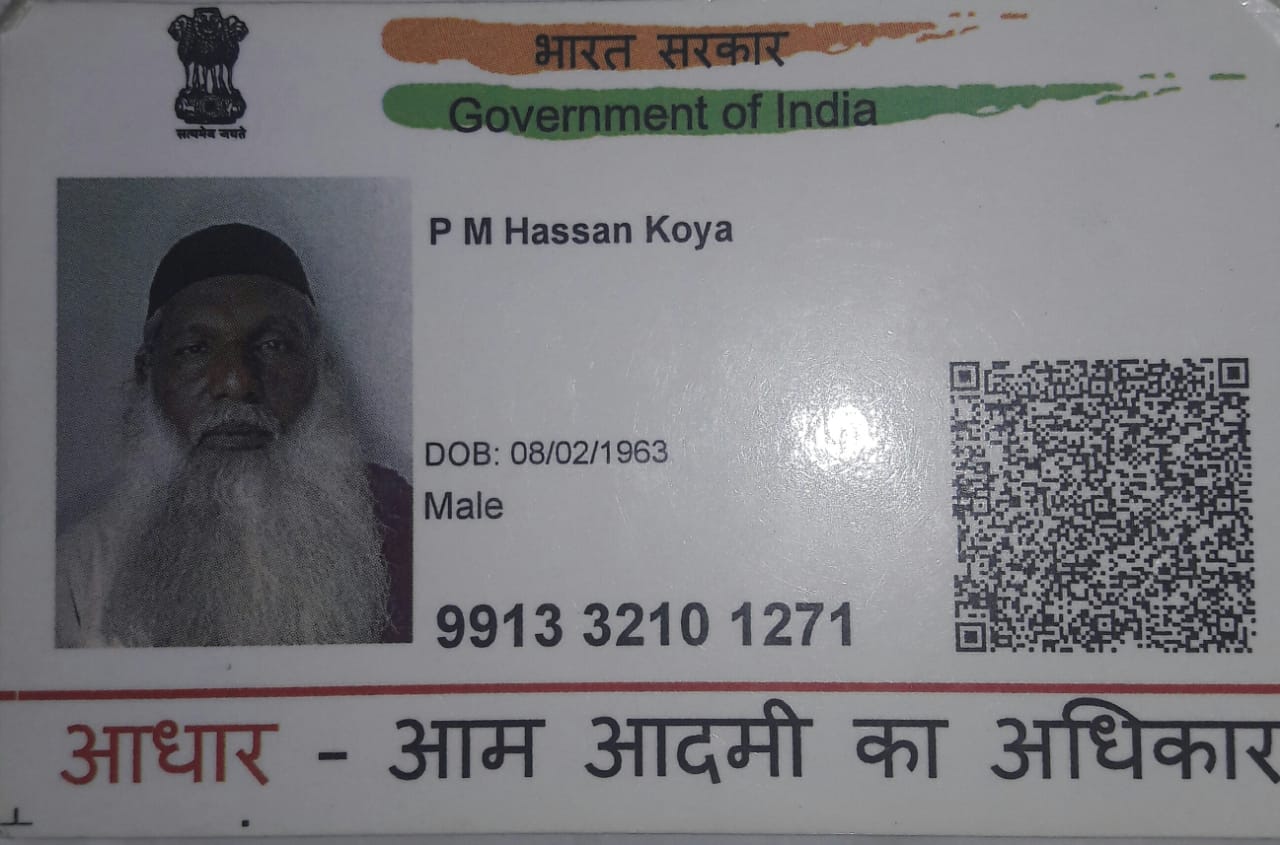 सत्यमेव जयते
भारत सरकार
Government of India
P M Hassan Koya
DOB: 08/02/1963
Male
9913 3210 1271
आधार - आम आदमी का अधिकार